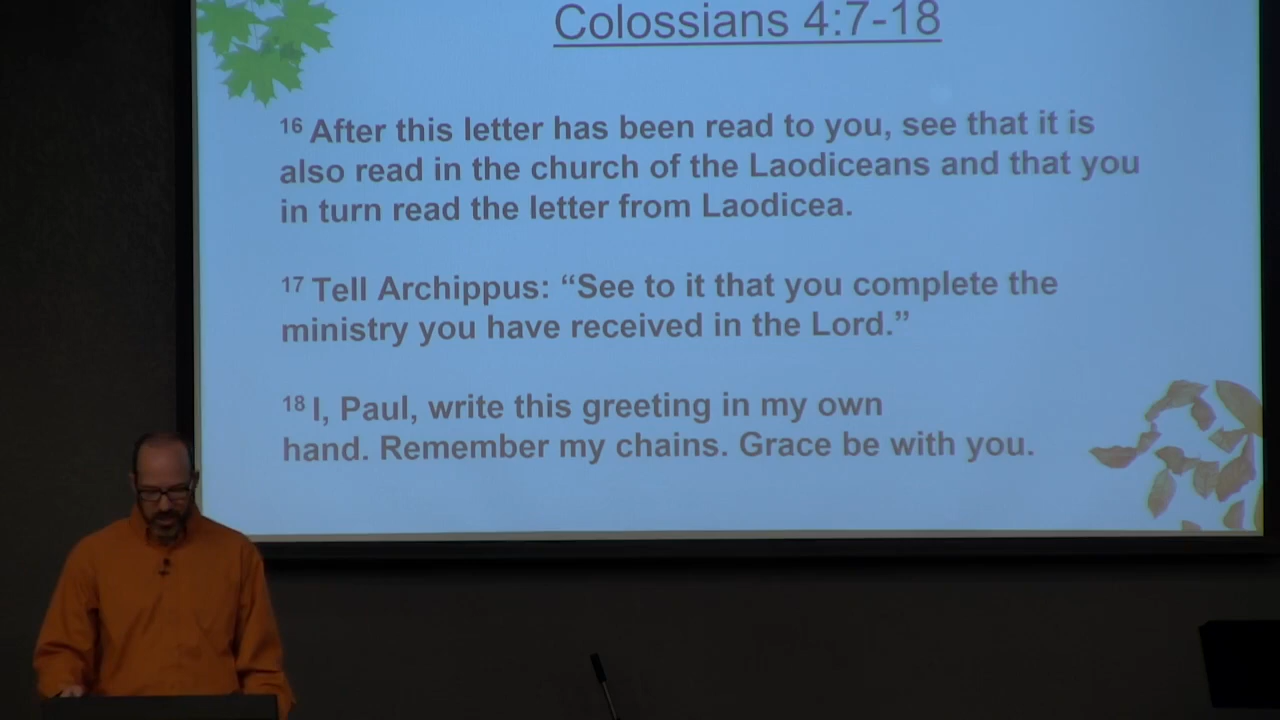 Colossians 4:7-18
16 After this letter has been read to you, see that it is
also read in the church of the Laodiceans and that you
in turn read the letter from Laodicea.
17 Tell Archippus: “See to it that you complete the
ministry you have received in the Lord.”
18 I, Paul, write this greeting in my own
hand. Remember my chains. Grace be with you.